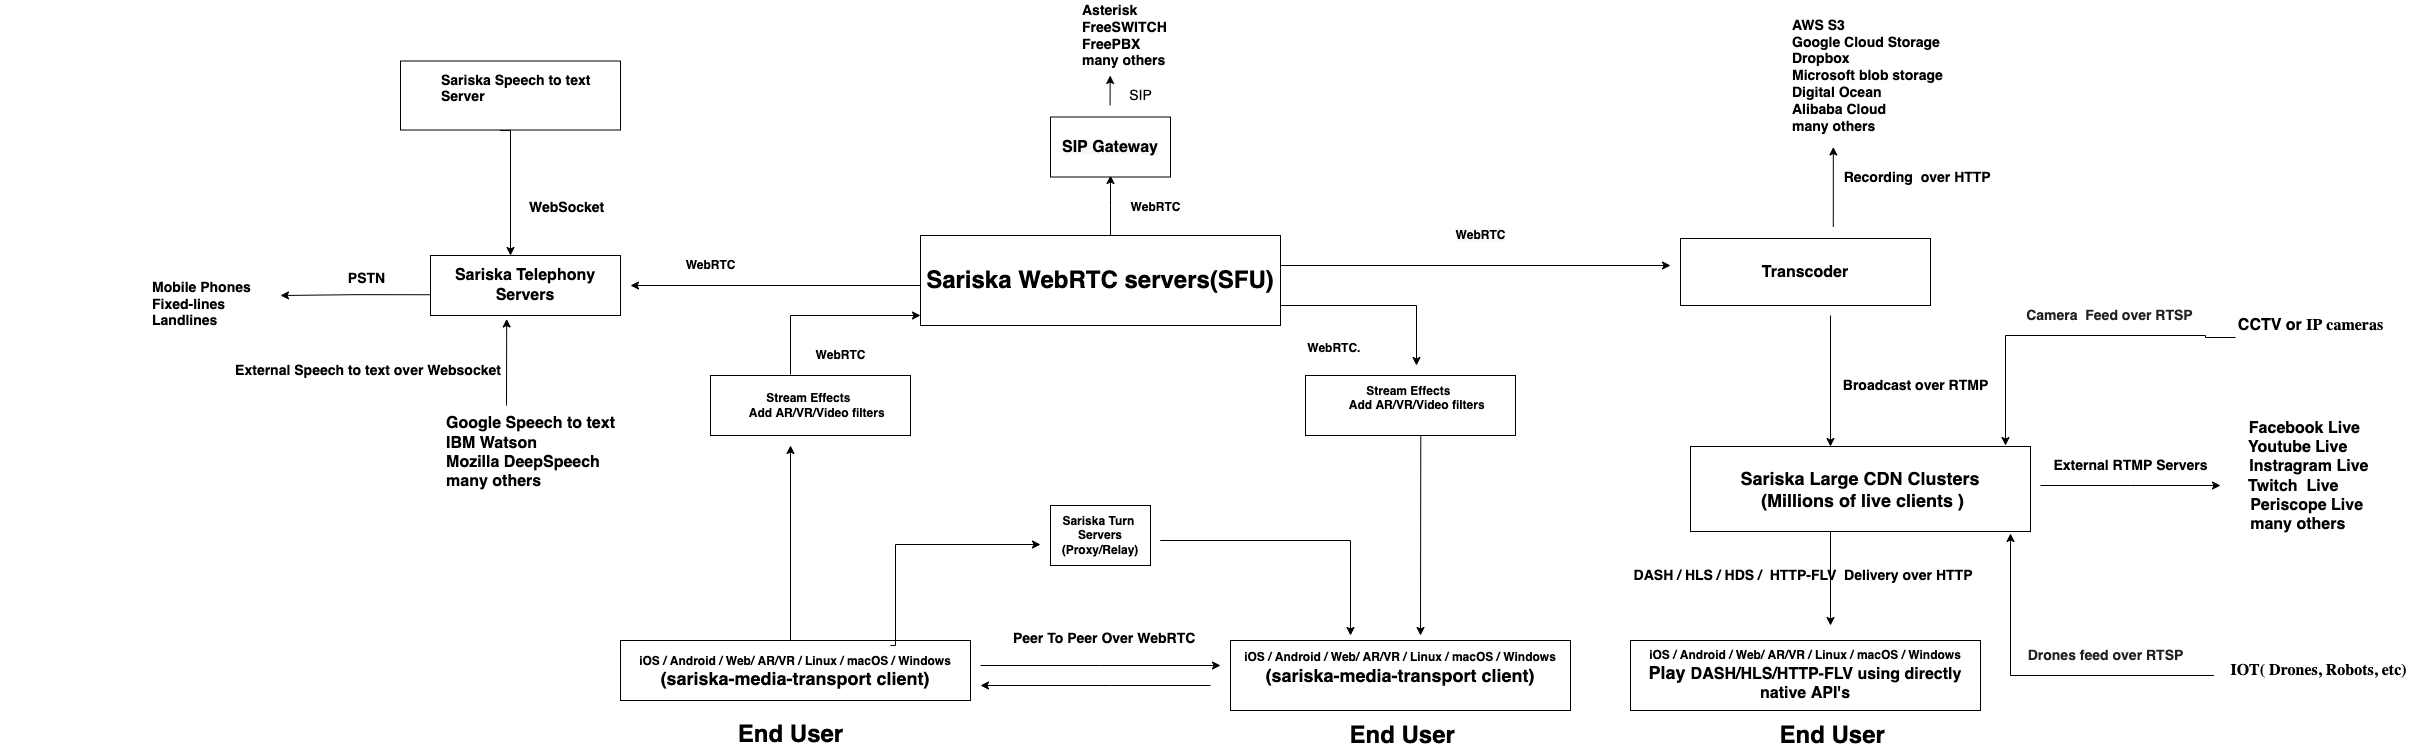 Asterisk
FreeSWITCH
FreePBX
many others
SIP
SIP Gateway
WebRTC
AWS S3
Google Cloud Storage
Dropbox
Microsoft blob storage
Digital Ocean
Alibaba Cloud
many others
Recording over HTTP
Sariska Speech to text
Server
WebSocket
Sariska Telephony
Servers
PSTN
Mobile Phones
Fixed-lines
Landlines
WebRTC
Sariska WebRTC servers(SFU)
WebRTC
Transcoder
External Speech to text over Websocket
Google Speech to text
IBM Watson
Mozilla DeepSpeech
many others
WebRTC
Stream Effects
Add AR/VR/Video filters
WebRTC.
Stream Effects
Add AR/VR/Video filters
Camera Feed over RTSP
CCTV or IP cameras
Broadcast over RTMP
Sariska Large CDN Clusters
(Millions of live clients )
External RTMP Servers
Facebook Live
Youtube Live
Instragram Live
Twitch Live
Periscope Live
many others
Sariska Turn
Servers
(Proxy/Relay)
DASH / HLS / HDS / HTTP-FLV Delivery over HTTP
Peer To Peer Over WebRTC
iOS / Android / Web/ AR/VR / Linux / macOS / Windows
(sariska-media-transport client)
iOS / Android / Web/ AR/VR / Linux / macOS / Windows
(sariska-media-transport client)
iOS / Android / Web/ AR/VR / Linux / macOS / Windows
Play DASH/HLS/HTTP-FLV using directly
native API's
Drones feed over RTSP
IOT( Drones, Robots, etc)
End User
End User
End User